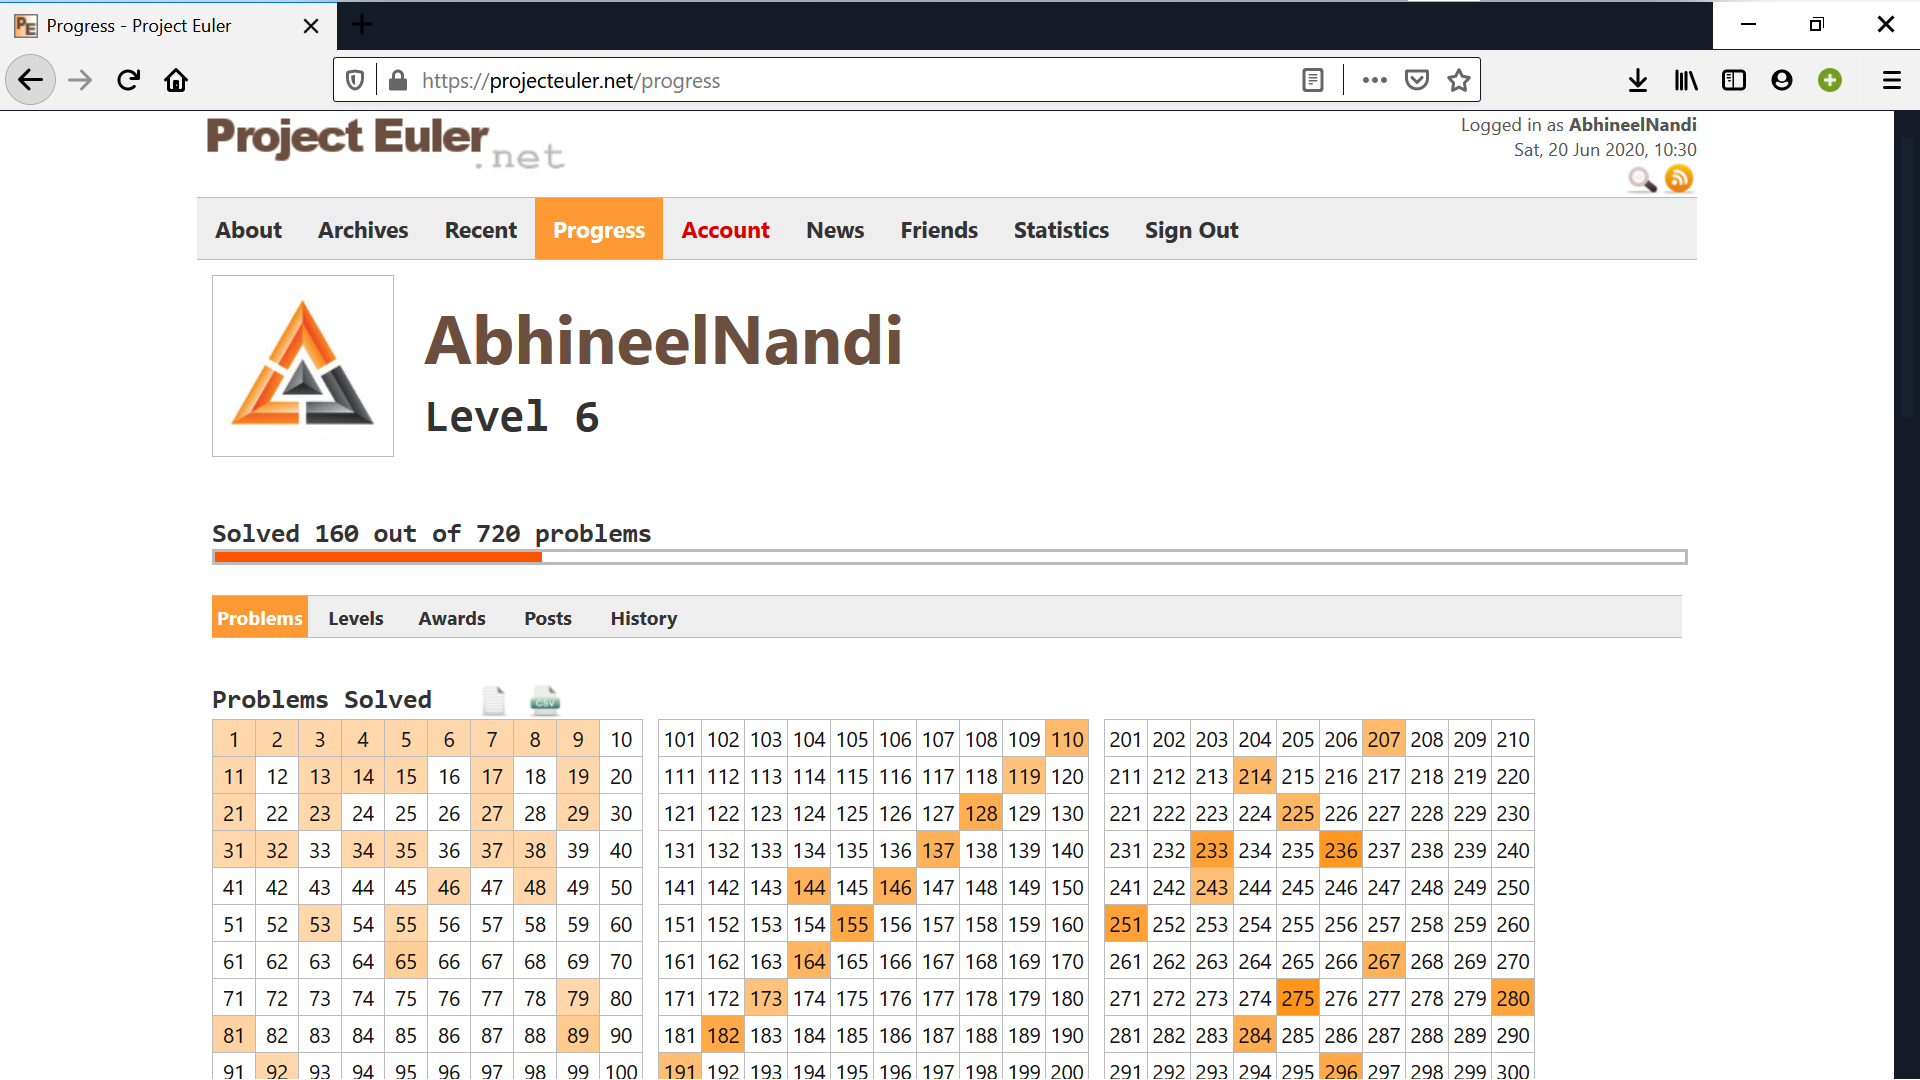 Progress - Project Euler
https://projecteuler.net/progress
Project Euler
.net
Logged in as AbhineelNandi
Sat, 20 Jun 2020, 10:30
About Archives Recent Progress Account News Friends Statistics Sign Out
AbhineelNandi
Level 6
Solved 160 out of 720 problems
Problems Levels Awards Posts History
Problems Solved
CSV
1 2 3 4 5 6 7 8 9 10 101 102 103 104 105 106 107 108 109 110 201 202 203 204 205 206 207 208 209 210
11 12 13 14 15 16 17 18 19 20 111 112 113 114 115 116 117 118 119 120 211 212 213 214 215 216 217 218 219 220
21 22 23 24 25 26 27 28 29 30 121 122 123 124 125 126 127 128 129 130 221 222 223 224 225 226 227 228 229 230
31 32 33 34 35 36 37 38 39 40 131 132 133 134 135 136 137 138 139 140 231 232 233 234 235 236 237 238 239 240
41 42 43 44 45 46 47 48 49 50 141 142 143 144 145 146 147 148 149 150 241 242 243 244 245 246 247 248 249 250
51 52 53 54 55 56 57 58 59 60 151 152 153 154 155 156 157 158 159 160 251 252 253 254 255 256 257 258 259 260
61 62 63 64 65 66 67 68 69 70 161 162 163 164 165 166 167 168 169 170 261 262 263 264 265 266 267 268 269 270
71 72 73 74 75 76 77 78 79 80 171 172 173 174 175 176 177 178 179 180 271 272 273 274 275 276 277 278 279 280
81 82 83 84 85 86 87 88 89 90 181 182 183 184 185 186 187 188 189 190 281 282 283 284 285 286 287 288 289 290
91 92 93 94 95 96 97 98 99 100 191 192 193 194 195 196 197 198 199 200 291 292 293 294 295 296 297 298 299 300